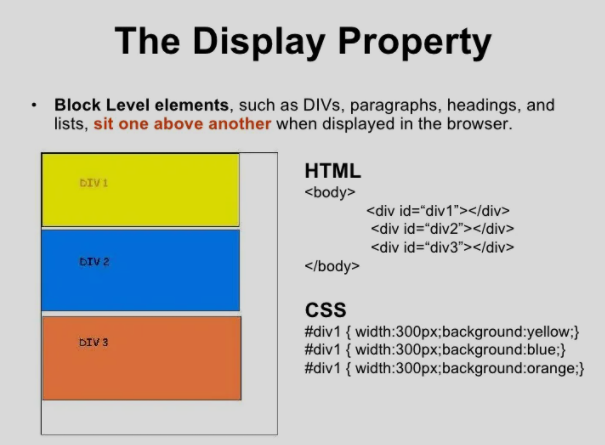 The Display Property
• Block Level elements, such as DIVs, paragraphs, headings, and
lists, sit one above another when displayed in the browser.
DIV 1
DIV 2
DIV 3
HTML
<body>
<div id=“div1”></div>
<div id=“div2”></div>
<div id=“div3”></div>
</body>
CSS
#div1 { width:300px;background:yellow;}
#div1 { width:300px;background:blue;}
#div1 { width:300px;background:orange;}